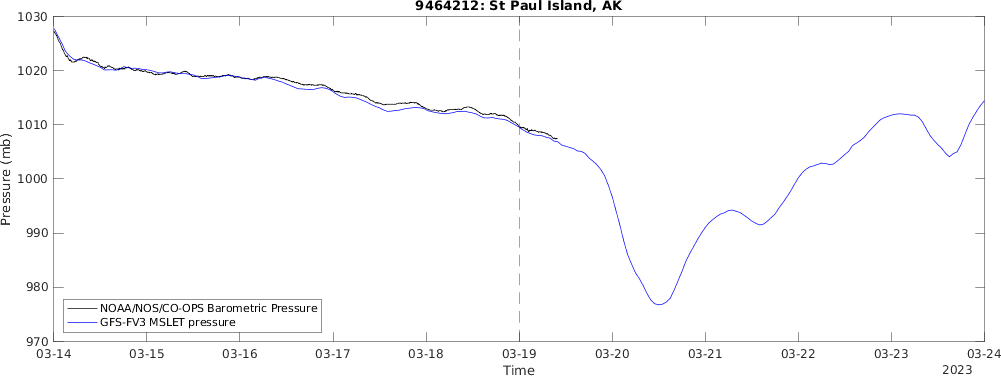 9464212: St Paul Island, AK
1030
1020
1010
1000
990
980
970
Pressure (mb)
NOAA/NOS/CO-OPS Barometric Pressure
GFS-FV3 MSLET pressure
03-14 03-15 03-16 03-17 03-18 03-19 03-20 03-21 03-22 03-23 03-24
Time
2023